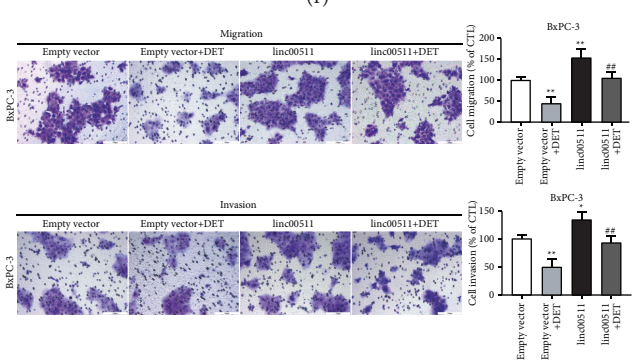 Migration
Empty vector
Empty vector+DET
linc00511
linc00511+DET
BxPC-3
BxPC-3
Cell migration (% of CTL)
200
150
100
50
0
**
**
##
Empty vector
Empty vector
+DET
linc00511
linc00511
+DET
Invasion
Empty vector
Empty vector+DET
linc00511
linc00511+DET
BxPC-3
BxPC-3
Cell invasion (% of CTL)
150
100
50
0
**
*
##
Empty vector
Empty vector
+DET
linc00511
linc00511
+DET